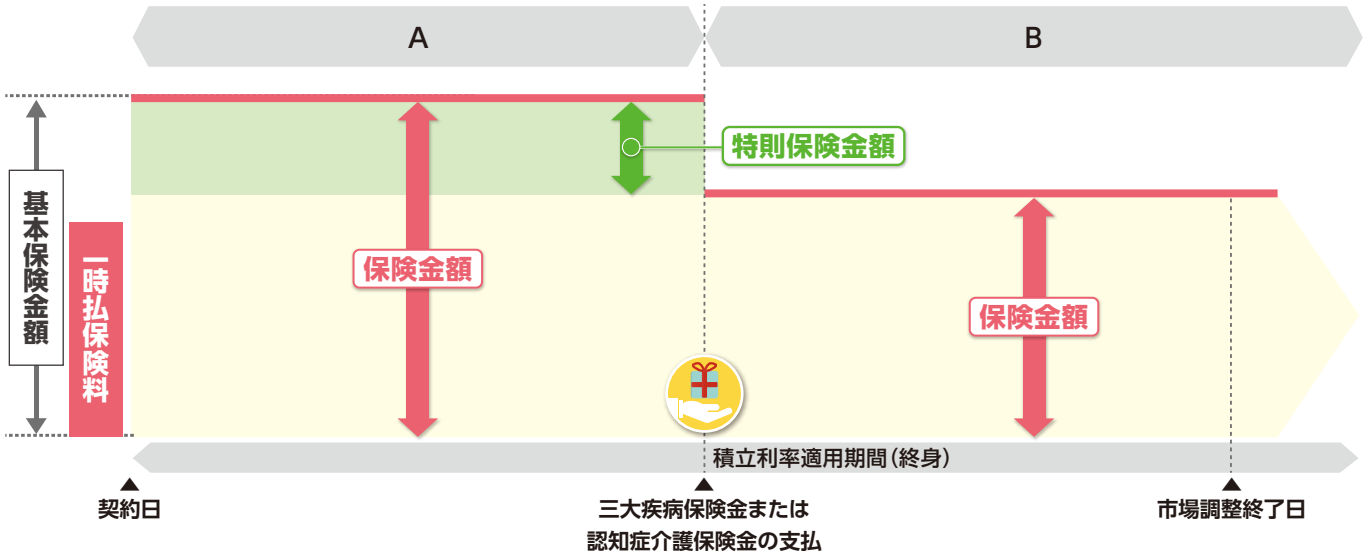 A
B
特則保険金額
基本保険金額
一時払保険料
保険金額
保険金額
積立利率適用期間（終身）
契約日
三大疾病保険金または
認知症介護保険金の支払
市場調整終了日